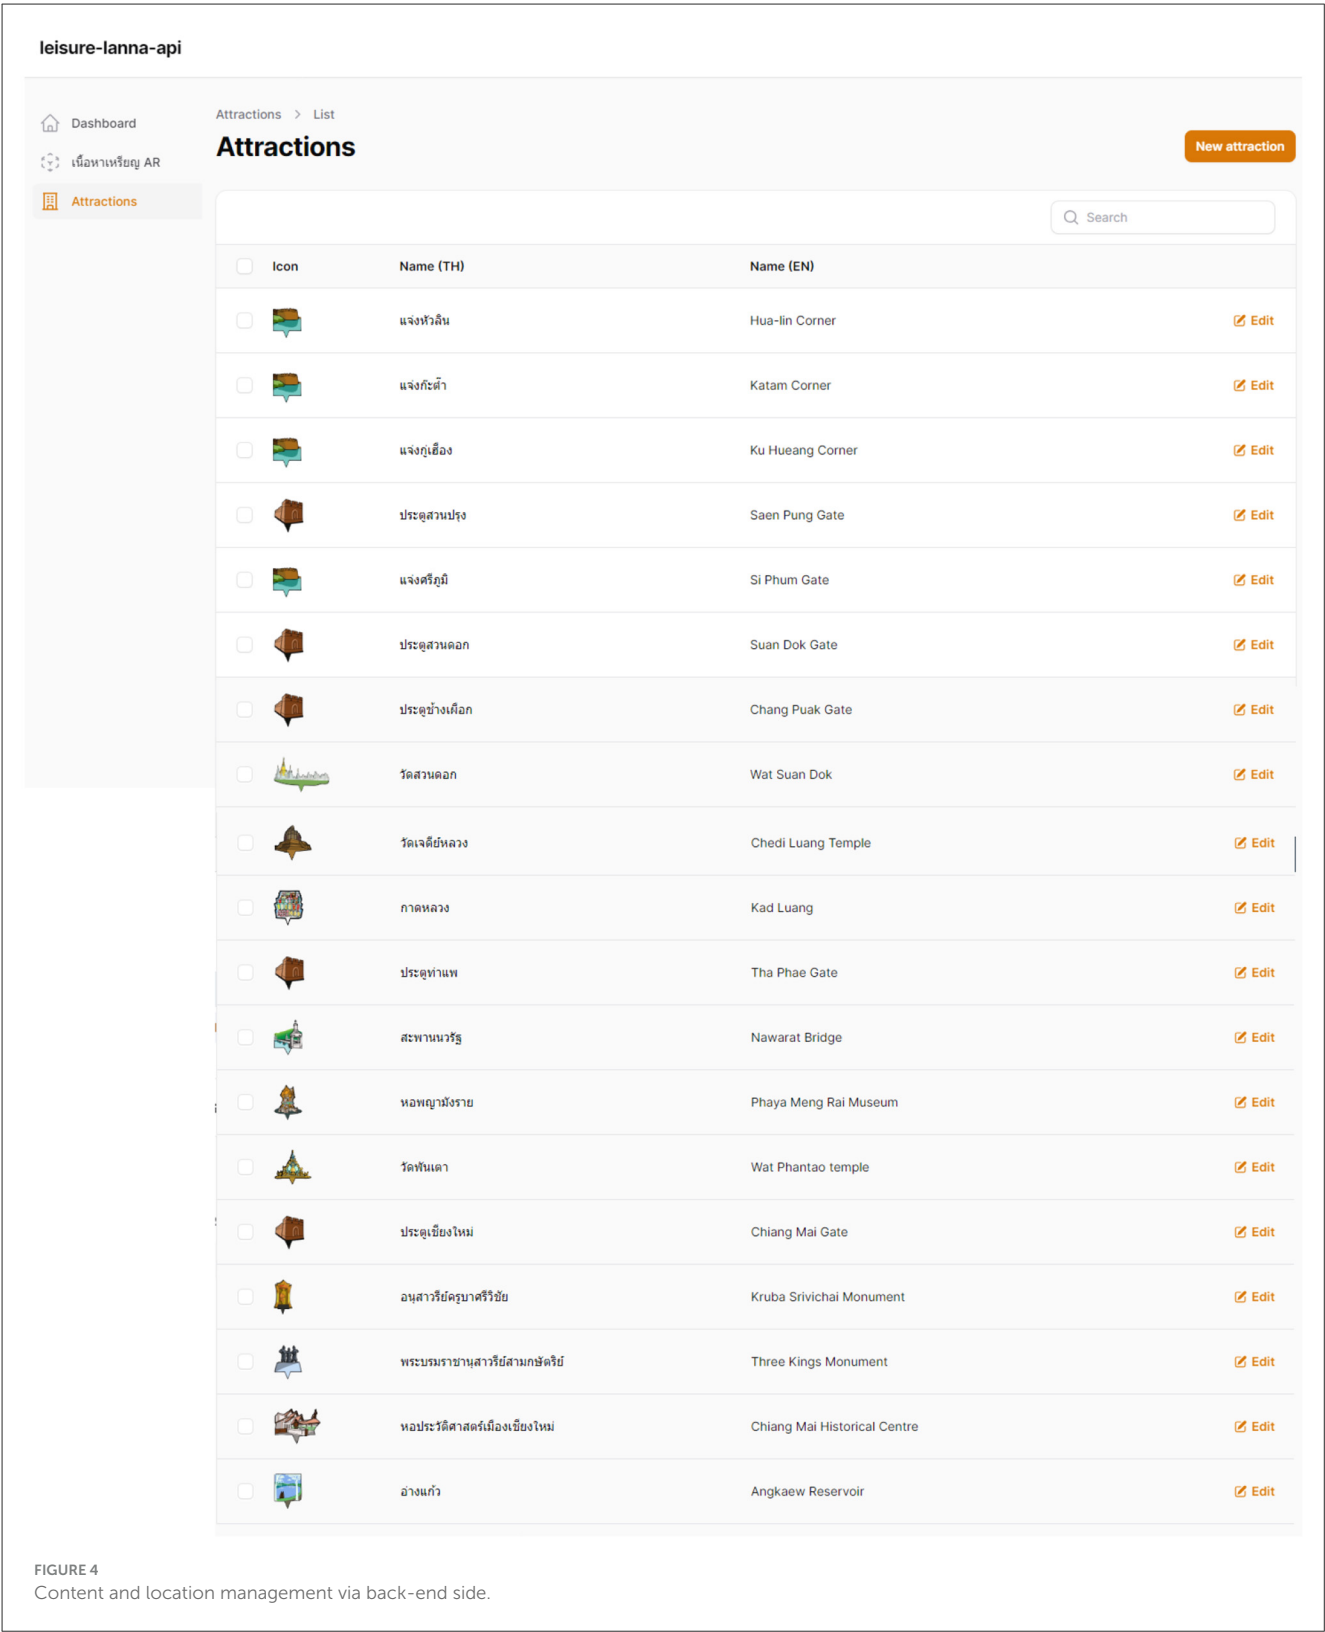 leisure-lanna-api
Dashboard
เนื้อหาเหรียญ AR
Attractions
Attractions > List
Attractions
New attraction
Search
Icon Name (TH) Name (EN)
แจ่งหัวลิน Hua-lin Corner Edit
แจ่งก๊ะต๊ำ Katam Corner Edit
แจ่งกู่เฮือง Ku Hueang Corner Edit
ประตูสวนปรุง Saen Pung Gate Edit
แจ่งศรีภูมิ Si Phum Gate Edit
ประตูสวนดอก Suan Dok Gate Edit
ประตูช้างเผือก Chang Puak Gate Edit
วัดสวนดอก Wat Suan Dok Edit
วัดเจดีย์หลวง Chedi Luang Temple Edit
กาดหลวง Kad Luang Edit
ประตูท่าแพ Tha Phae Gate Edit
สะพานนวรัฐ Nawarat Bridge Edit
หอพญามังราย Phaya Meng Rai Museum Edit
วัดพันเตา Wat Phantao temple Edit
ประตูเชียงใหม่ Chiang Mai Gate Edit
อนุสาวรีย์ครูบาศรีวิชัย Kruba Srivichai Monument Edit
พระบรมราชานุสาวรีย์สามกษัตริย์ Three Kings Monument Edit
หอประวัติศาสตร์เมืองเชียงใหม่ Chiang Mai Historical Centre Edit
อ่างแก้ว Angkaew Reservoir Edit
FIGURE 4
Content and location management via back-end side.